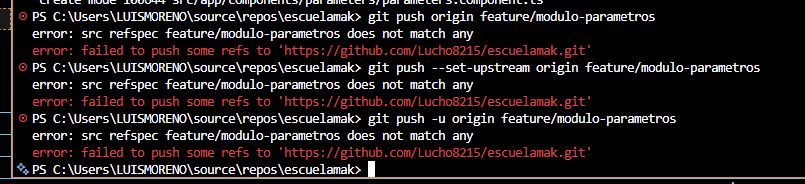 create mode 100644 src/app/components/parameters/parameters.component.ts
PS C:\Users\LUISMORENO\source\repos\escuelamak> git push origin feature/modulo-parametros
error: src refspec feature/modulo-parametros does not match any
error: failed to push some refs to 'https://github.com/Lucho8215/escuelamak.git'
PS C:\Users\LUISMORENO\source\repos\escuelamak> git push --set-upstream origin feature/modulo-parametros
error: src refspec feature/modulo-parametros does not match any
error: failed to push some refs to 'https://github.com/Lucho8215/escuelamak.git'
PS C:\Users\LUISMORENO\source\repos\escuelamak> git push -u origin feature/modulo-parametros
error: src refspec feature/modulo-parametros does not match any
error: failed to push some refs to 'https://github.com/Lucho8215/escuelamak.git'
PS C:\Users\LUISMORENO\source\repos\escuelamak>